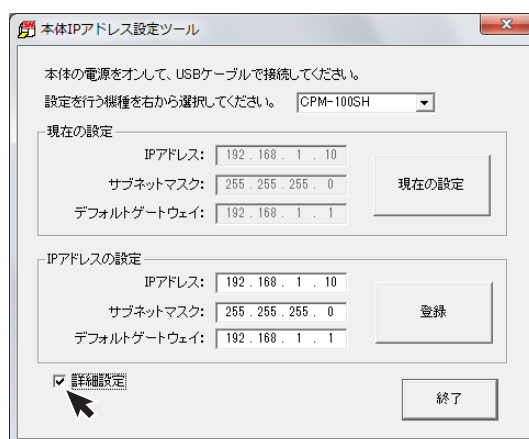 本体IPアドレス設定ツール
本体の電源をオンして、USBケーブルで接続してください。
設定を行う機種を右から選択してください。 CPM-100SH
現在の設定
IPアドレス: 192 . 168 . 1 . 10
サブネットマスク: 255 . 255 . 255 . 0
デフォルトゲートウェイ: 192 . 168 . 1 . 1
現在の設定
IPアドレスの設定
IPアドレス: 192 . 168 . 1 . 10
サブネットマスク: 255 . 255 . 255 . 0
デフォルトゲートウェイ: 192 . 168 . 1 . 1
登録
詳細設定
終了